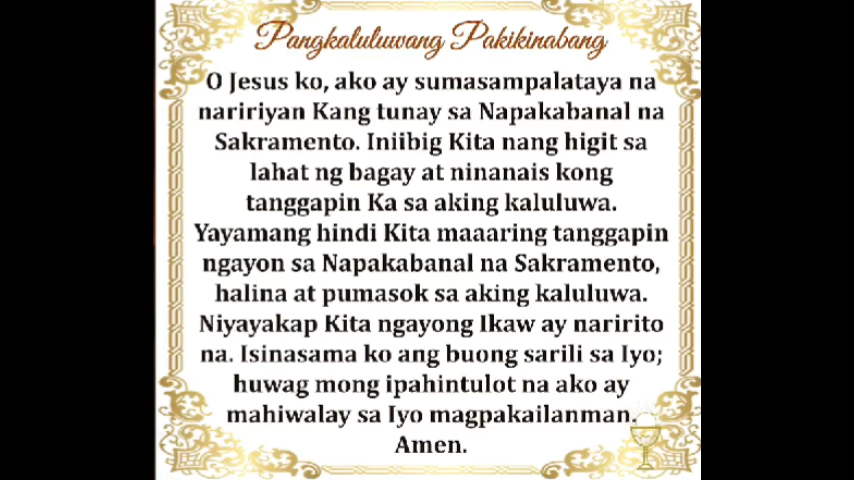 Pangkaluluwang Pakikinabang
O Jesus ko, ako ay sumasampalataya na
naririyan Kang tunay sa Napakabanal na
Sakramento. Iniibig Kita nang higit sa
lahat ng bagay at ninanais kong
tanggapin Ka sa aking kaluluwa.
Yayamang hindi Kita maaaring tanggapin
ngayon sa Napakabanal na Sakramento,
halina at pumasok sa aking kaluluwa.
Niyayakap Kita ngayong Ikaw ay naririto
na. Isinasama ko ang buong sarili sa Iyo;
huwag mong ipahintulot na ako ay
mahiwalay sa Iyo magpakailanman.
Amen.